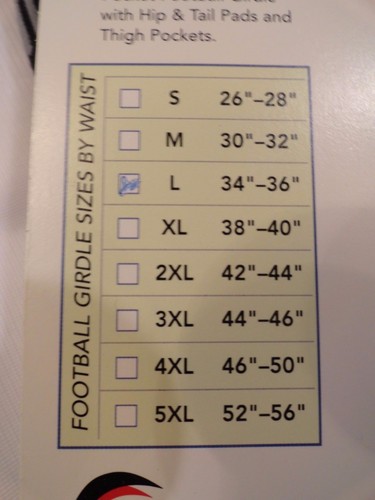 with Hip & Tail Pads and
Thigh Pockets.
FOOTBALL GIRDLE SIZES BY WAIST
S 26"–28"
M 30"–32"
L 34"–36"
XL 38"–40"
2XL 42"–44"
3XL 44"–46"
4XL 46"–50"
5XL 52"–56"